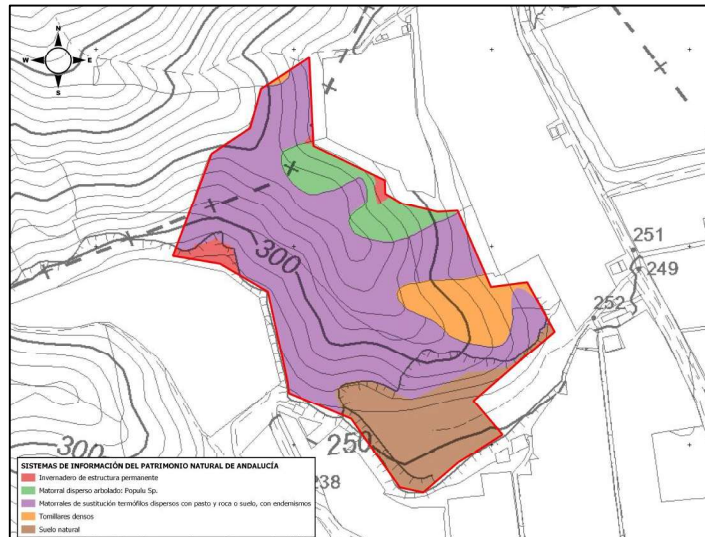 N
W E
S
300
251
249
252
300
250
238
SISTEMAS DE INFORMACIÓN DEL PATRIMONIO NATURAL DE ANDALUCÍA
Invernadero de estructura permanente
Matorral disperso arbolado: Populu Sp.
Matorrales de sustitución termófilos dispersos con pasto y roca o suelo, con endemismos
Tomillares densos
Suelo natural